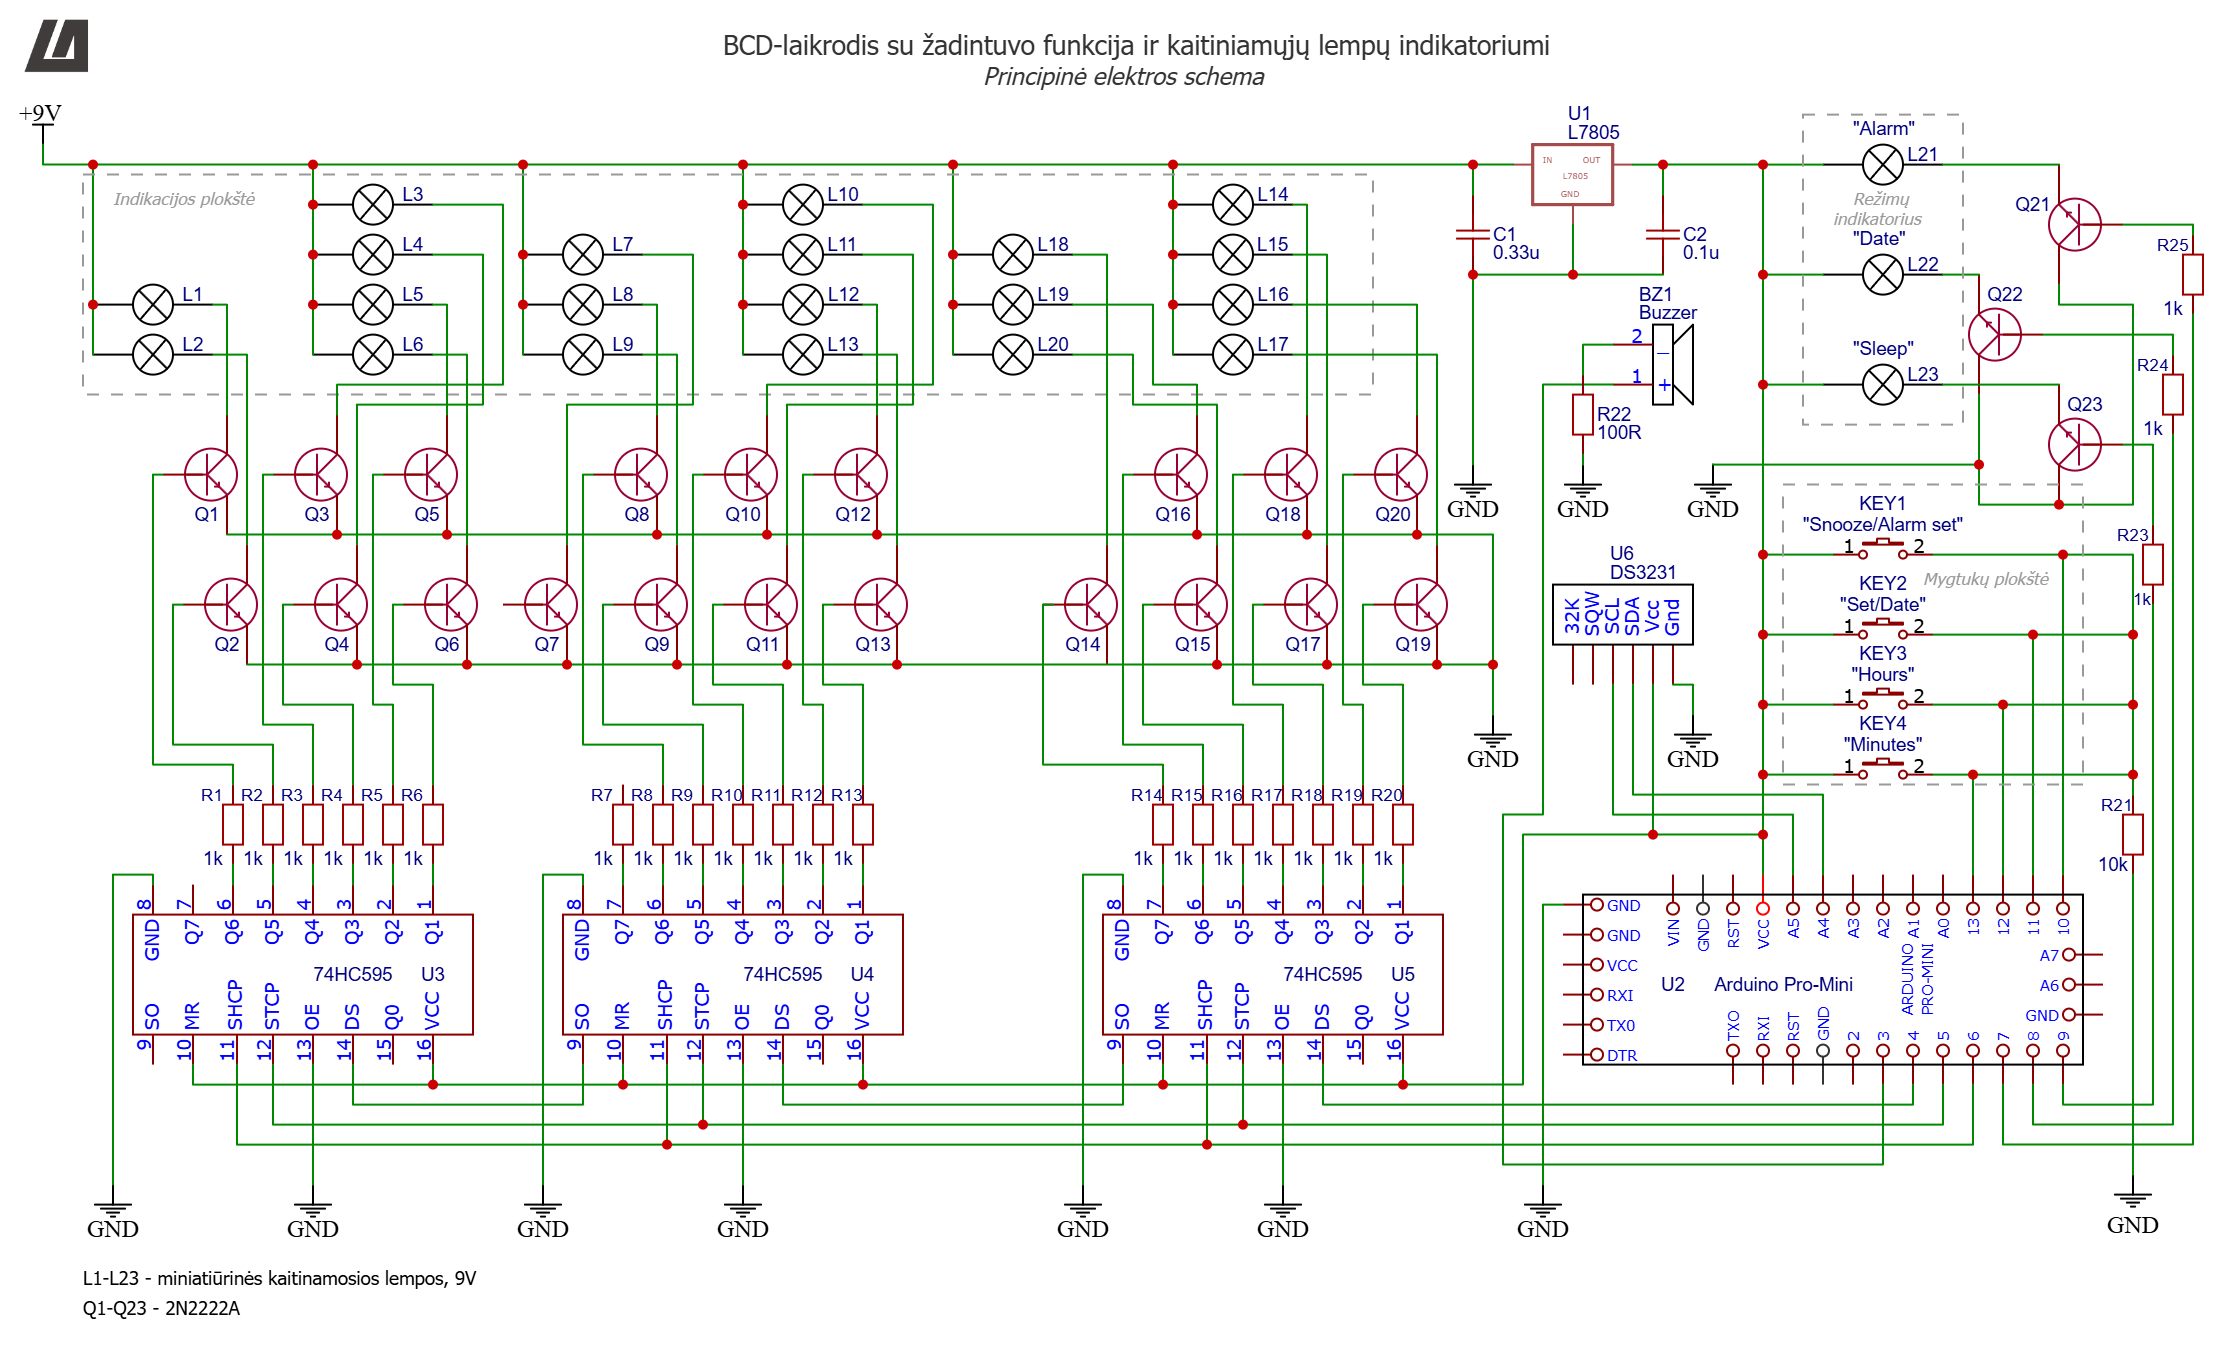 BCD-laikrodis su žadintuvo funkcija ir kaitiniamųjų lempų indikatoriumi
Principinė elektros schema
+9V
Indikacijos plokštė
L1
L2
L3
L4
L5
L6
L7
L8
L9
L10
L11
L12
L13
L18
L19
L20
L14
L15
L16
L17
U1
L7805
IN OUT
L7805
GND
C1
0.33u
C2
0.1u
"Alarm"
L21
Režimų
indikatorius
"Date"
L22
"Sleep"
L23
Q21
Q22
Q23
R25
1k
R24
1k
R23
1k
BZ1
Buzzer
2
1
R22
100R
GND
GND
GND
Q1
Q3
Q5
Q8
Q10
Q12
Q16
Q18
Q20
Q2
Q4
Q6
Q7
Q9
Q11
Q13
Q14
Q15
Q17
Q19
GND
U6
DS3231
32K
SQW
SCL
SDA
Vcc
Gnd
GND
KEY1
"Snooze/Alarm set"
1 2
Mygtukų plokštė
KEY2
"Set/Date"
1 2
KEY3
"Hours"
1 2
KEY4
"Minutes"
1 2
R21
10k
R1 R2 R3 R4 R5 R6
1k 1k 1k 1k 1k 1k
R7 R8 R9 R10 R11 R12 R13
1k 1k 1k 1k 1k 1k 1k
R14 R15 R16 R17 R18 R19 R20
1k 1k 1k 1k 1k 1k 1k
8 7 6 5 4 3 2 1
GND Q7 Q6 Q5 Q4 Q3 Q2 Q1
74HC595 U3
SO MR SHCP STCP OE DS Q0 VCC
9 10 11 12 13 14 15 16
8 7 6 5 4 3 2 1
GND Q7 Q6 Q5 Q4 Q3 Q2 Q1
74HC595 U4
SO MR SHCP STCP OE DS Q0 VCC
9 10 11 12 13 14 15 16
8 7 6 5 4 3 2 1
GND Q7 Q6 Q5 Q4 Q3 Q2 Q1
74HC595 U5
SO MR SHCP STCP OE DS Q0 VCC
9 10 11 12 13 14 15 16
GND
GND
VCC
RXI
TX0
DTR
VIN GND RST VCC A5 A4 A3 A2 A1 A0 13 12 11 10
U2 Arduino Pro-Mini
ARDUINO
PRO-MINI
A7
A6
GND
TXO RXI RST GND 2 3 4 5 6 7 8 9
GND
GND
GND
GND
GND
GND
GND
GND
L1-L23 - miniatiūrinės kaitinamosios lempos, 9V
Q1-Q23 - 2N2222A